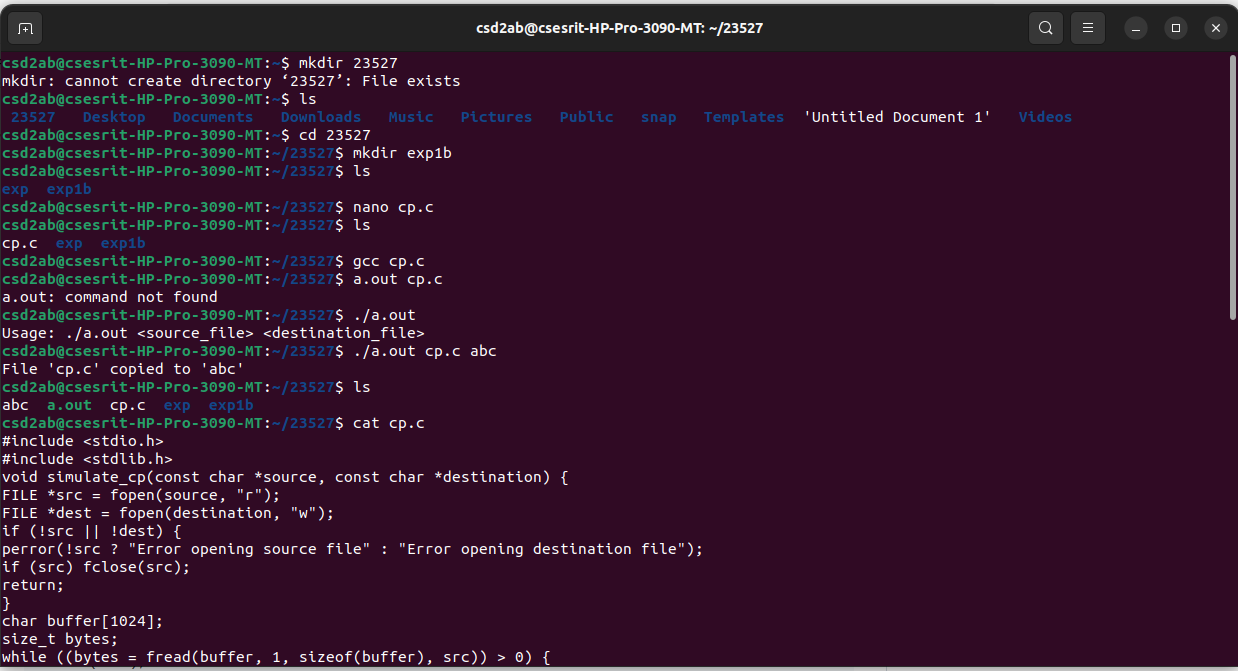 csd2ab@csesrit-HP-Pro-3090-MT: ~/23527
csd2ab@csesrit-HP-Pro-3090-MT:~$ mkdir 23527
mkdir: cannot create directory ‘23527’: File exists
csd2ab@csesrit-HP-Pro-3090-MT:~$ ls
23527 Desktop Documents Downloads Music Pictures Public snap Templates 'Untitled Document 1' Videos
csd2ab@csesrit-HP-Pro-3090-MT:~$ cd 23527
csd2ab@csesrit-HP-Pro-3090-MT:~/23527$ mkdir exp1b
csd2ab@csesrit-HP-Pro-3090-MT:~/23527$ ls
exp exp1b
csd2ab@csesrit-HP-Pro-3090-MT:~/23527$ nano cp.c
csd2ab@csesrit-HP-Pro-3090-MT:~/23527$ ls
cp.c exp exp1b
csd2ab@csesrit-HP-Pro-3090-MT:~/23527$ gcc cp.c
csd2ab@csesrit-HP-Pro-3090-MT:~/23527$ a.out cp.c
a.out: command not found
csd2ab@csesrit-HP-Pro-3090-MT:~/23527$ ./a.out
Usage: ./a.out <source_file> <destination_file>
csd2ab@csesrit-HP-Pro-3090-MT:~/23527$ ./a.out cp.c abc
File 'cp.c' copied to 'abc'
csd2ab@csesrit-HP-Pro-3090-MT:~/23527$ ls
abc a.out cp.c exp exp1b
csd2ab@csesrit-HP-Pro-3090-MT:~/23527$ cat cp.c
#include <stdio.h>
#include <stdlib.h>
void simulate_cp(const char *source, const char *destination) {
FILE *src = fopen(source, "r");
FILE *dest = fopen(destination, "w");
if (!src || !dest) {
perror(!src ? "Error opening source file" : "Error opening destination file");
if (src) fclose(src);
return;
}
char buffer[1024];
size_t bytes;
while ((bytes = fread(buffer, 1, sizeof(buffer), src)) > 0) {